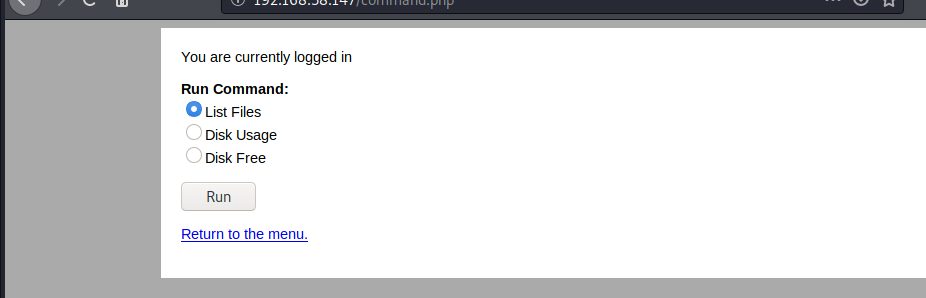 192.168.58.147/command.php
You are currently logged in
Run Command:
List Files
Disk Usage
Disk Free
Run
Return to the menu.